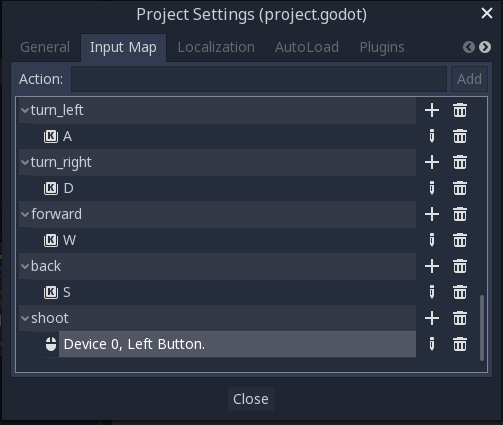 Project Settings (project.godot)
General Input Map Localization AutoLoad Plugins
Action: Add
turn_left
A
turn_right
D
forward
W
back
S
shoot
Device 0, Left Button.
Close